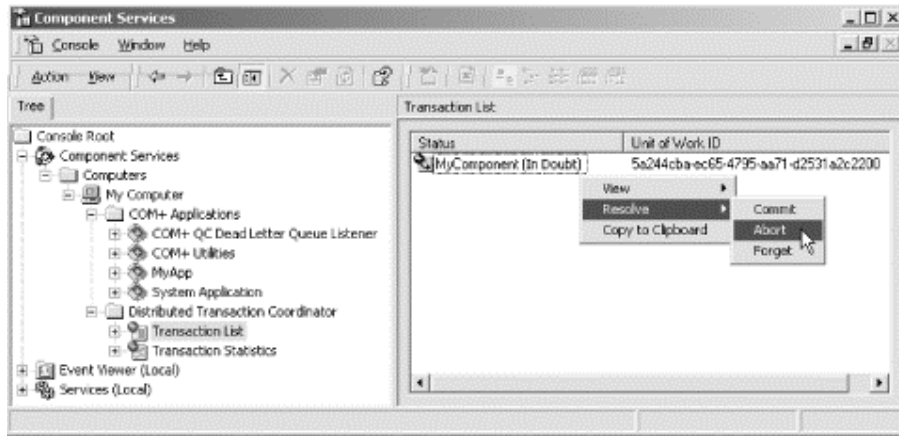 Component Services
Console Window Help
Action View
Tree
Transaction List
Console Root
Component Services
Computers
My Computer
COM+ Applications
COM+ QC Dead Letter Queue Listener
COM+ Utilities
MyApp
System Application
Distributed Transaction Coordinator
Transaction List
Transaction Statistics
Event Viewer (Local)
Services (Local)
Status Unit of Work ID
MyComponent (In Doubt) 5a244cba-ec65-4795-aa71-d2531a2c2200
View
Resolve
Copy to Clipboard
Commit
Abort
Forget